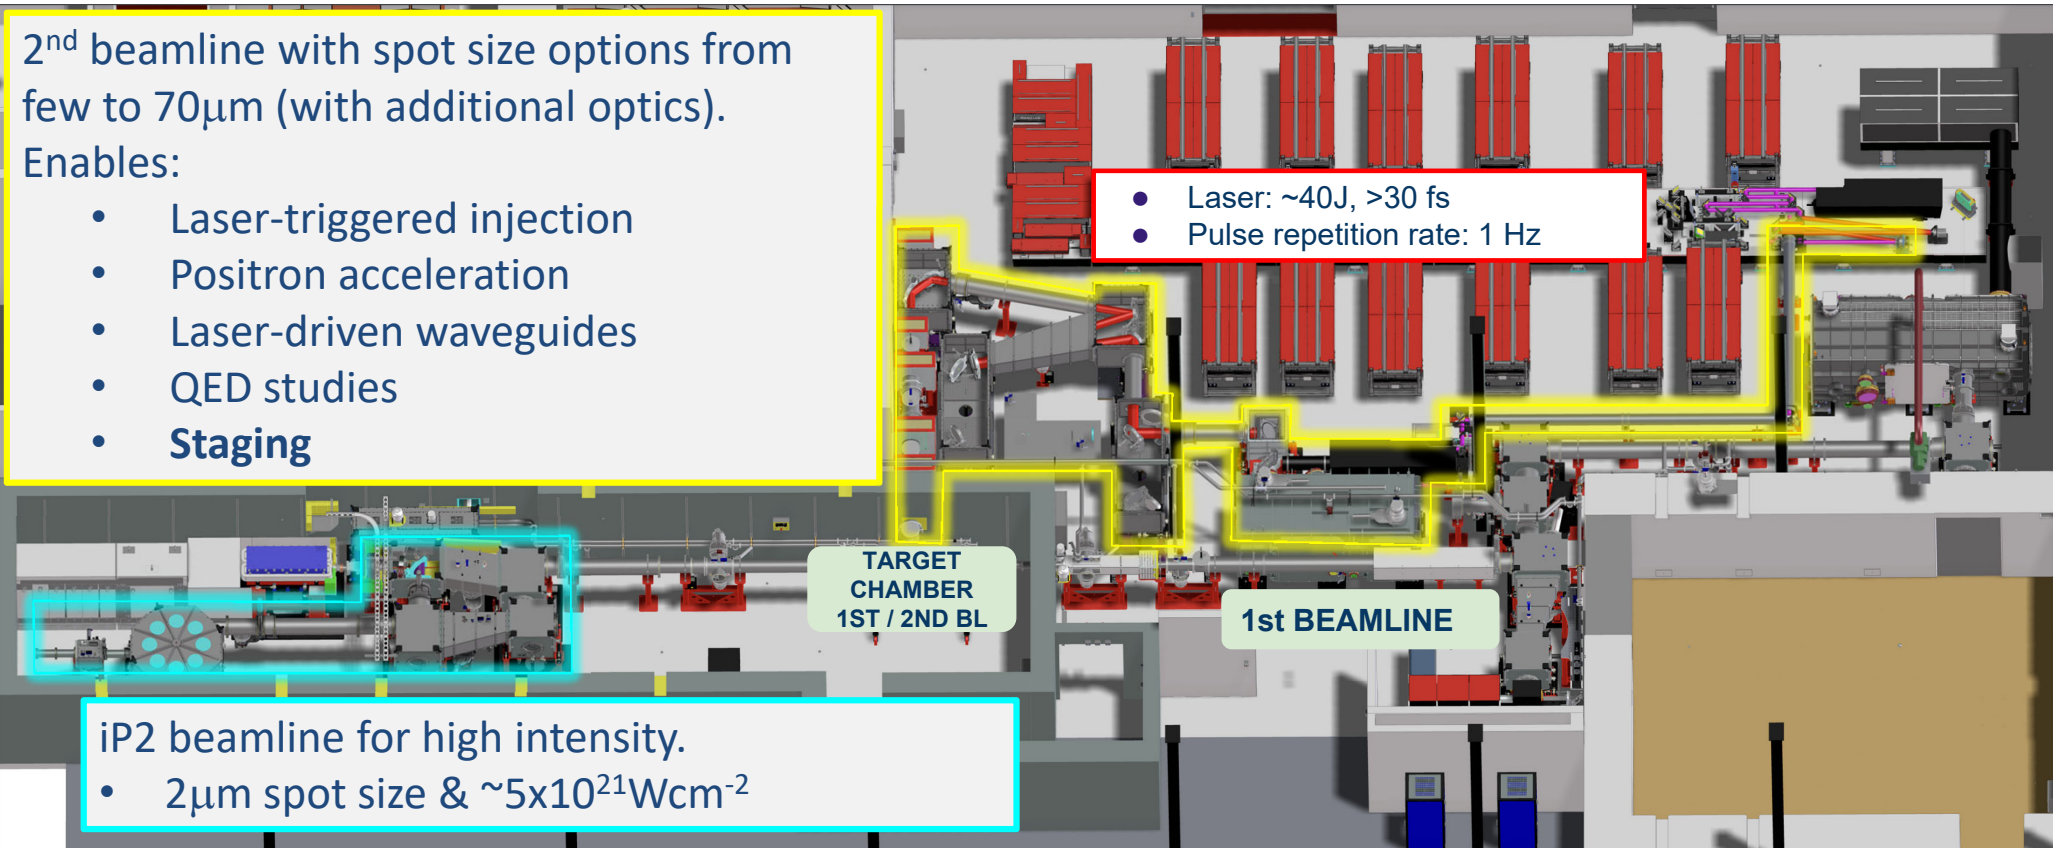 2nd beamline with spot size options from
few to 70μm (with additional optics).
Enables:
• Laser-triggered injection
• Positron acceleration
• Laser-driven waveguides
• QED studies
• Staging
● Laser: ~40J, >30 fs
● Pulse repetition rate: 1 Hz
TARGET
CHAMBER
1ST / 2ND BL
1st BEAMLINE
iP2 beamline for high intensity.
• 2μm spot size & ~5x10²¹Wcm⁻²